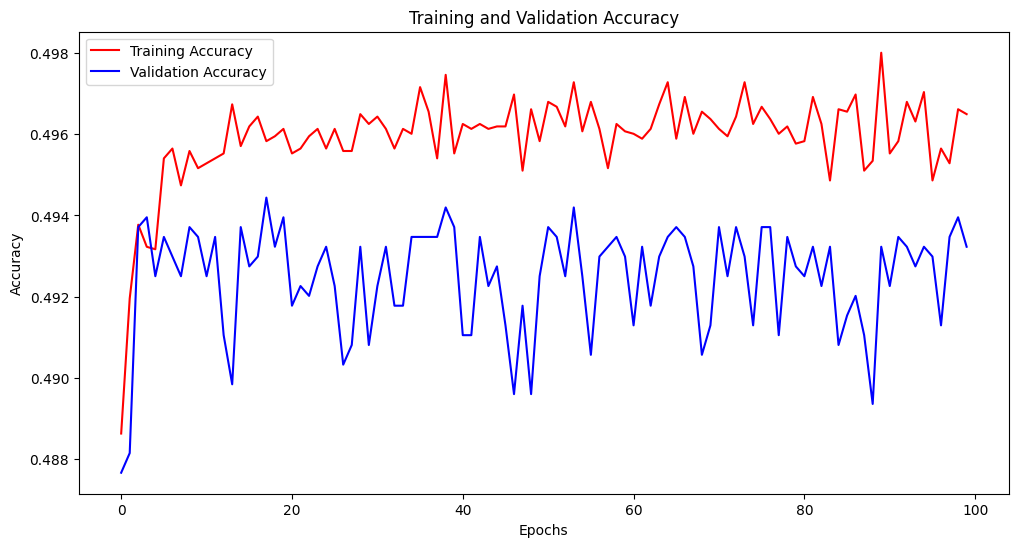 Training and Validation Accuracy
Training Accuracy
Validation Accuracy
0.498
0.496
0.494
0.492
0.490
0.488
Accuracy
0
20
40
60
80
100
Epochs